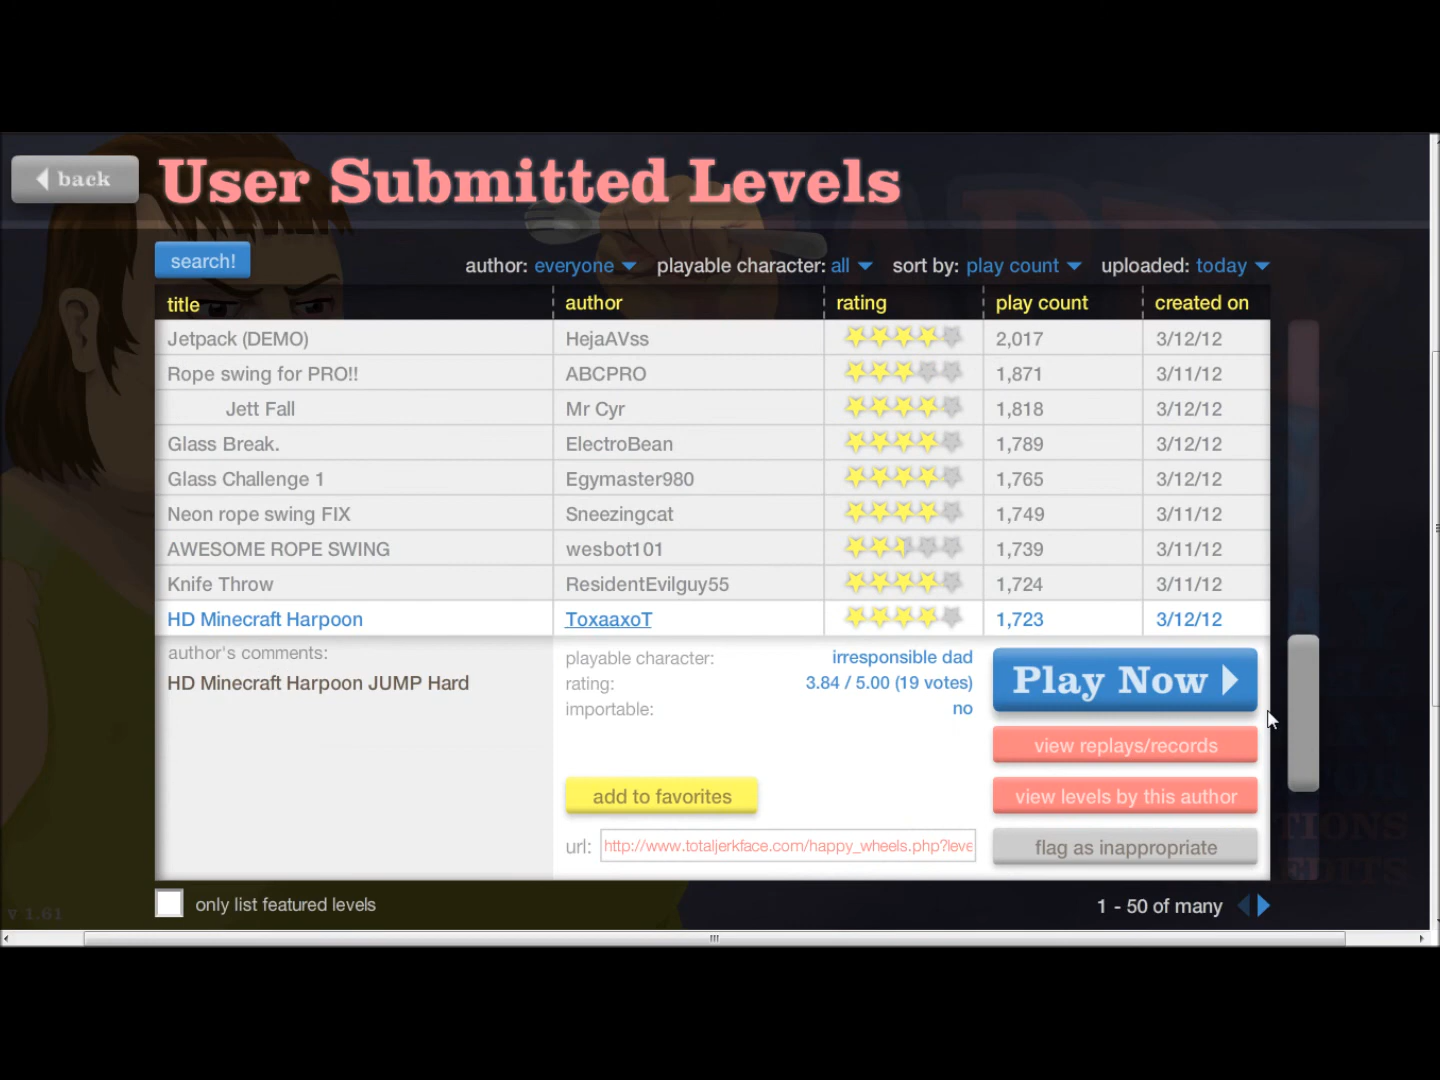 back
User Submitted Levels
search!
author: everyone playable character: all sort by: play count uploaded: today
title author rating play count created on
Jetpack (DEMO) HejaAVss 2,017 3/12/12
Rope swing for PRO!! ABCPRO 1,871 3/11/12
Jett Fall Mr Cyr 1,818 3/12/12
Glass Break. ElectroBean 1,789 3/12/12
Glass Challenge 1 Egymaster980 1,765 3/12/12
Neon rope swing FIX Sneezingcat 1,749 3/11/12
AWESOME ROPE SWING wesbot101 1,739 3/11/12
Knife Throw ResidentEvilguy55 1,724 3/11/12
HD Minecraft Harpoon ToxaaxoT 1,723 3/12/12
author's comments:
HD Minecraft Harpoon JUMP Hard
playable character: irresponsible dad
rating: 3.84 / 5.00 (19 votes)
importable: no
Play Now
view replays/records
add to favorites
view levels by this author
url: http://www.totaljerkface.com/happy_wheels.php?leve
flag as inappropriate
only list featured levels
1 - 50 of many
v 1.61